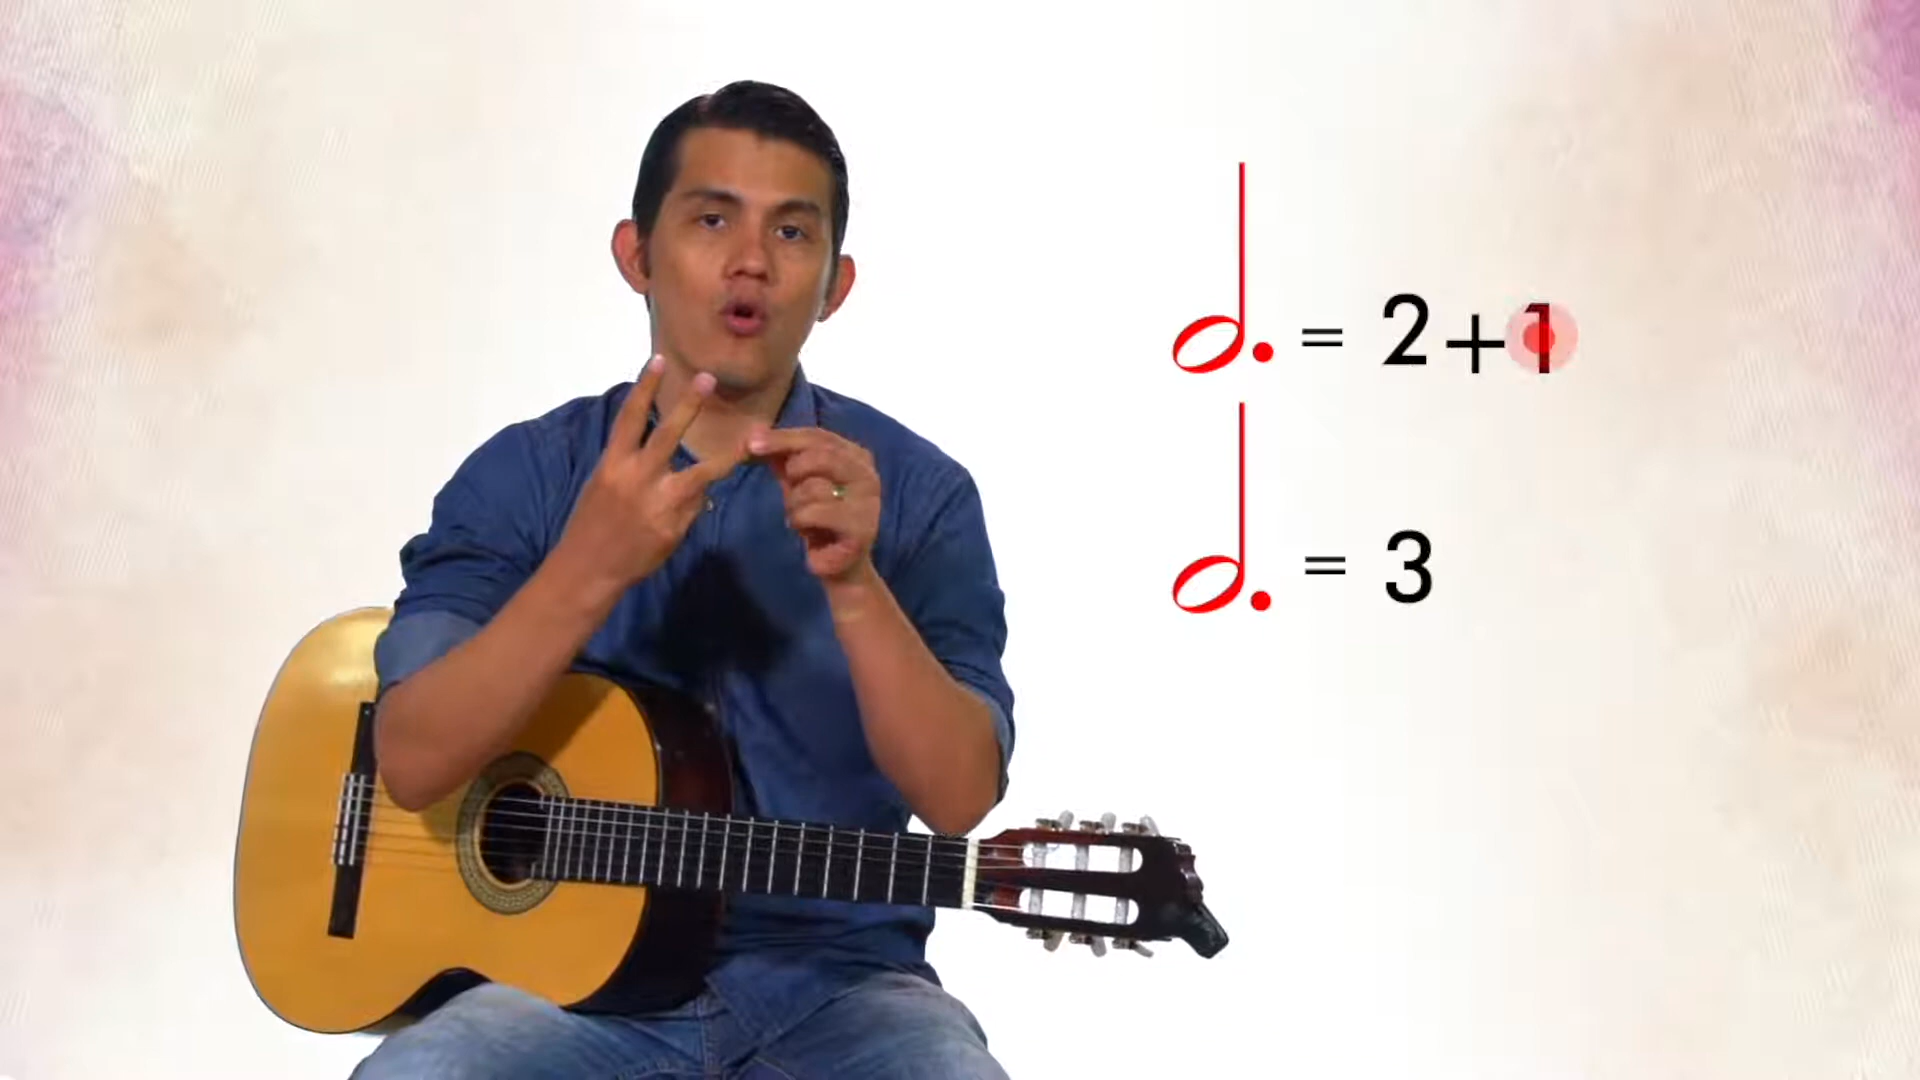 𝅗𝅥. = 2+1
𝅗𝅥. = 3